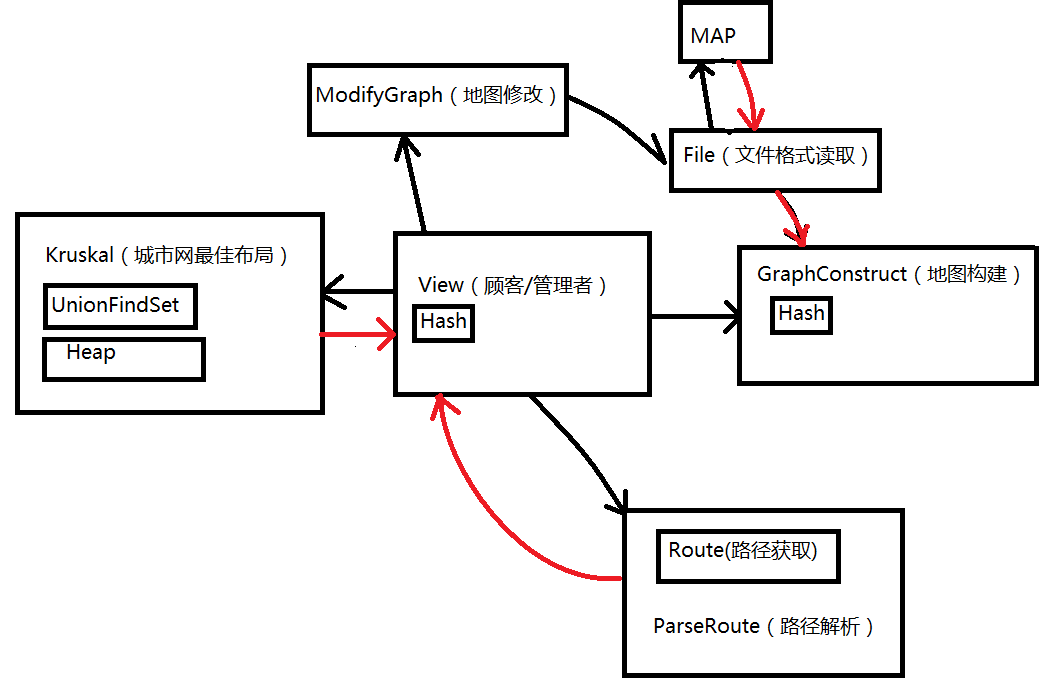 MAP
ModifyGraph（地图修改）
File（文件格式读取）
Kruskal（城市网最佳布局）
UnionFindSet
Heap
View（顾客/管理者）
Hash
GraphConstruct（地图构建）
Hash
Route(路径获取)
ParseRoute（路径解析）